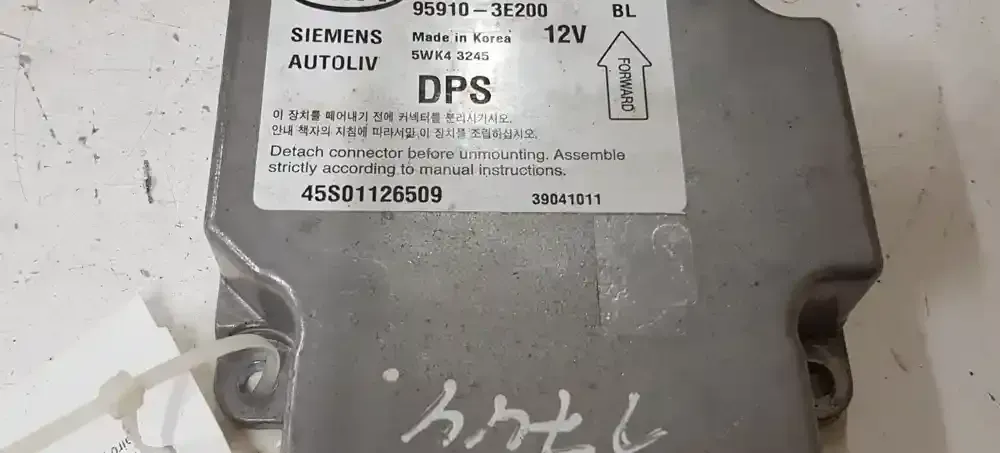 95910-3E200 BL
SIEMENS Made in Korea 12V
AUTOLIV 5WK4 3245
FORWARD
DPS
이 장치를 떼어내기 전에 커넥터를 분리시키시오.
안내 책자의 지침에 따라서만 이 장치를 조립하십시오.
Detach connector before unmounting. Assemble
strictly according to manual instructions.
45S01126509 39041011